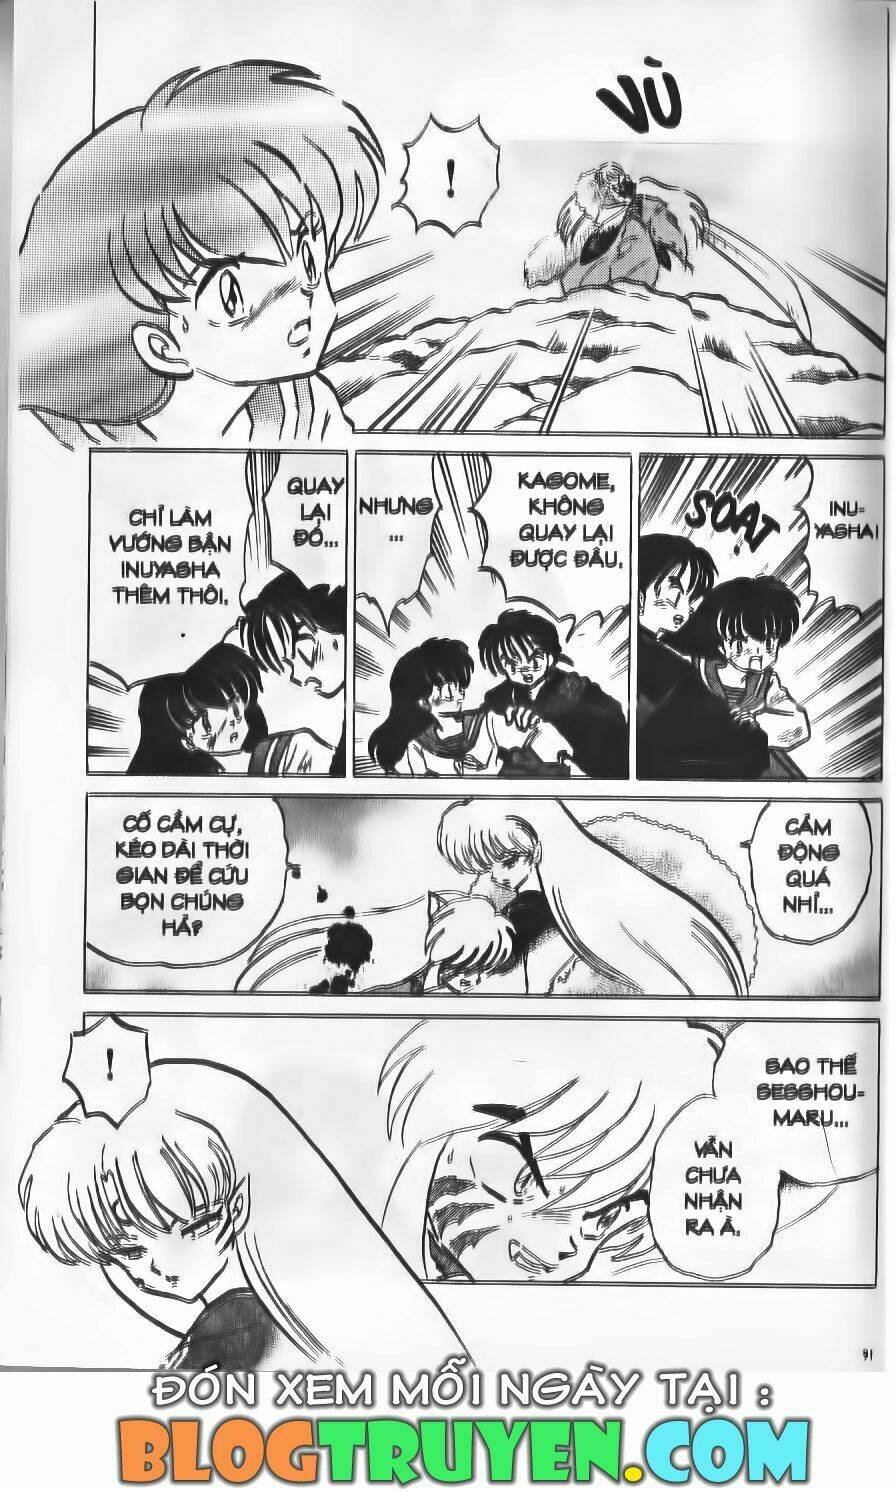 !
VÙ
INU-
YASHA!
SOẠT
KAGOME,
KHÔNG
QUAY LẠI
ĐƯỢC ĐÂU.
NHƯNG
...
QUAY
LẠI
ĐÓ...
CHỈ LÀM
VƯỚNG BẬN
INUYASHA
THÊM THÔI.
CẢM
ĐỘNG
QUÁ
NHỈ...
CỐ CẦM CỰ,
KÉO DÀI THỜI
GIAN ĐỂ CỨU
BỌN CHÚNG
HẢ?
SAO THẾ
SESSHOU-
MARU...
VẪN
CHƯA
NHẬN
RA À.
!
91
ĐÓN XEM MỖI NGÀY TẠI :
BLOGTRUYEN.COM